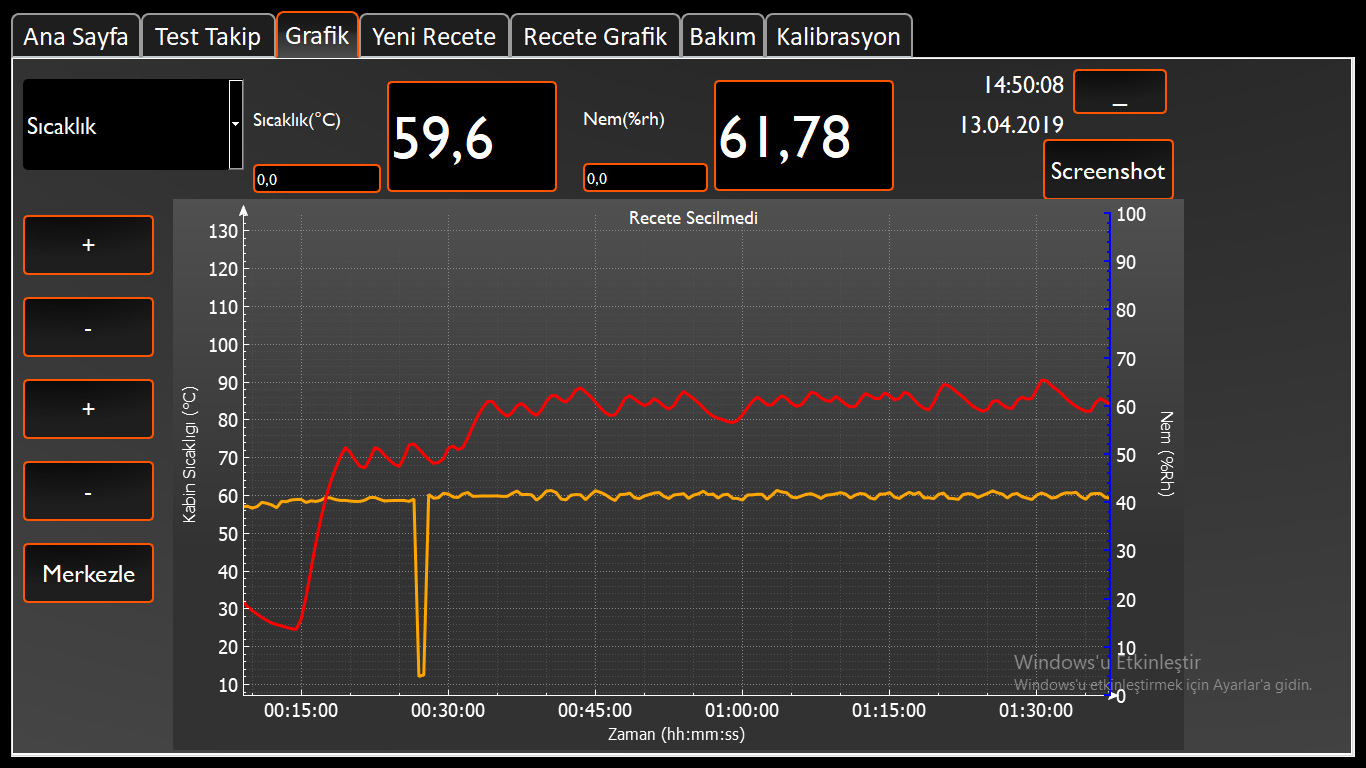 Ana Sayfa
Test Takip
Grafik
Yeni Recete
Recete Grafik
Bakım
Kalibrasyon
Sıcaklık
Sıcaklık(°C)
0,0
59,6
Nem(%rh)
0,0
61,78
14:50:08
13.04.2019
_
Screenshot
+
-
+
-
Merkezle
Recete Secilmedi
Kabin Sıcaklıgı (°C)
130
120
110
100
90
80
70
60
50
40
30
20
10
100
90
80
70
60
50
40
30
20
10
0
Nem (%Rh)
00:15:00
00:30:00
00:45:00
01:00:00
01:15:00
01:30:00
Zaman (hh:mm:ss)
Windows'u Etkinleştir
Windows'u etkinleştirmek için Ayarlar'a gidin.